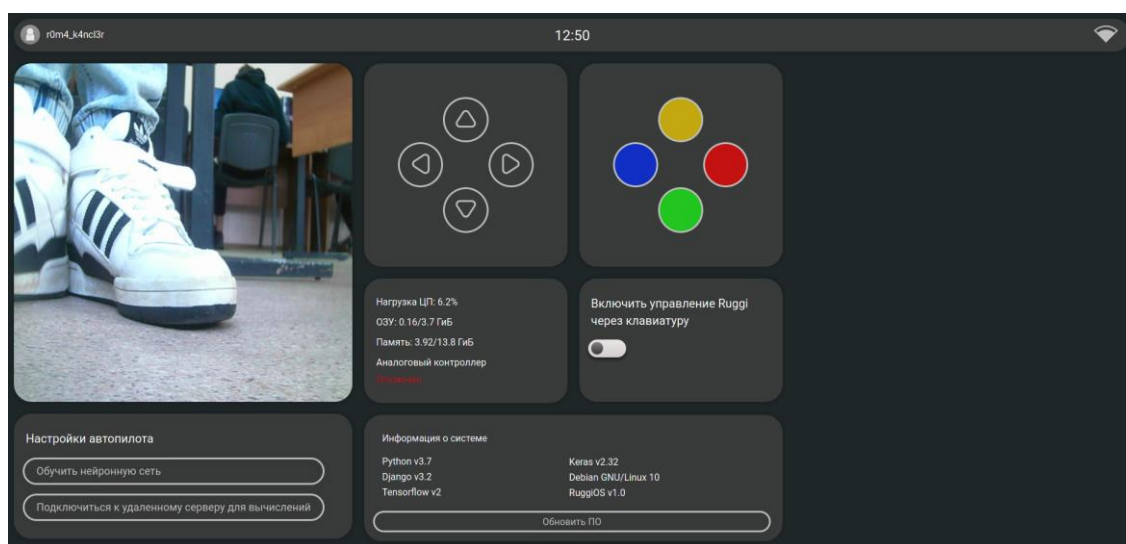 r0m4_k4ncl3r
12:50
Нагрузка ЦП: 6.2%
ОЗУ: 0.16/3.7 ГиБ
Память: 3.92/13.8 ГиБ
Аналоговый контроллер
Включить управление Ruggi
через клавиатуру
Настройки автопилота
Обучить нейронную сеть
Подключиться к удаленному серверу для вычислений
Информация о системе
Python v3.7
Django v3.2
Tensorflow v2
Keras v2.32
Debian GNU/Linux 10
RuggiOS v1.0
Обновить ПО